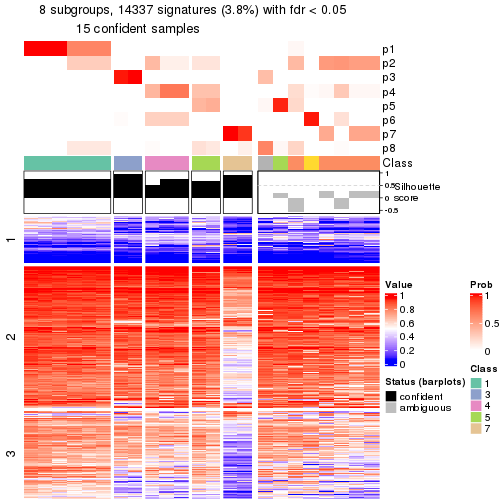 8 subgroups, 14337 signatures (3.8%) with fdr < 0.05
15 confident samples
p1
p2
p3
p4
p5
p6
p7
p8
Class
1
0.5
0
-0.5
Silhouette
score
1
2
3
Value
1
0.8
0.6
0.4
0.2
0
Prob
1
0.5
0
Status (barplots)
confident
ambiguous
Class
1
3
4
5
7